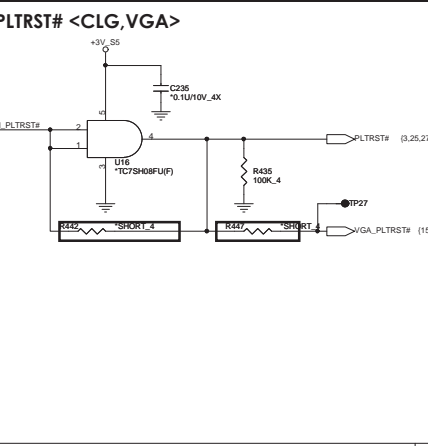 PLTRST# <CLG,VGA>
+3V_S5
C235
*0.1U/10V_4X
5
_PLTRST#
2
4
1
PLTRST# (3,25,27
U16
*TC7SH08FU(F)
3
R435
100K_4
TP27
R442 *SHORT_4
R447 *SHORT_4
VGA_PLTRST# (15